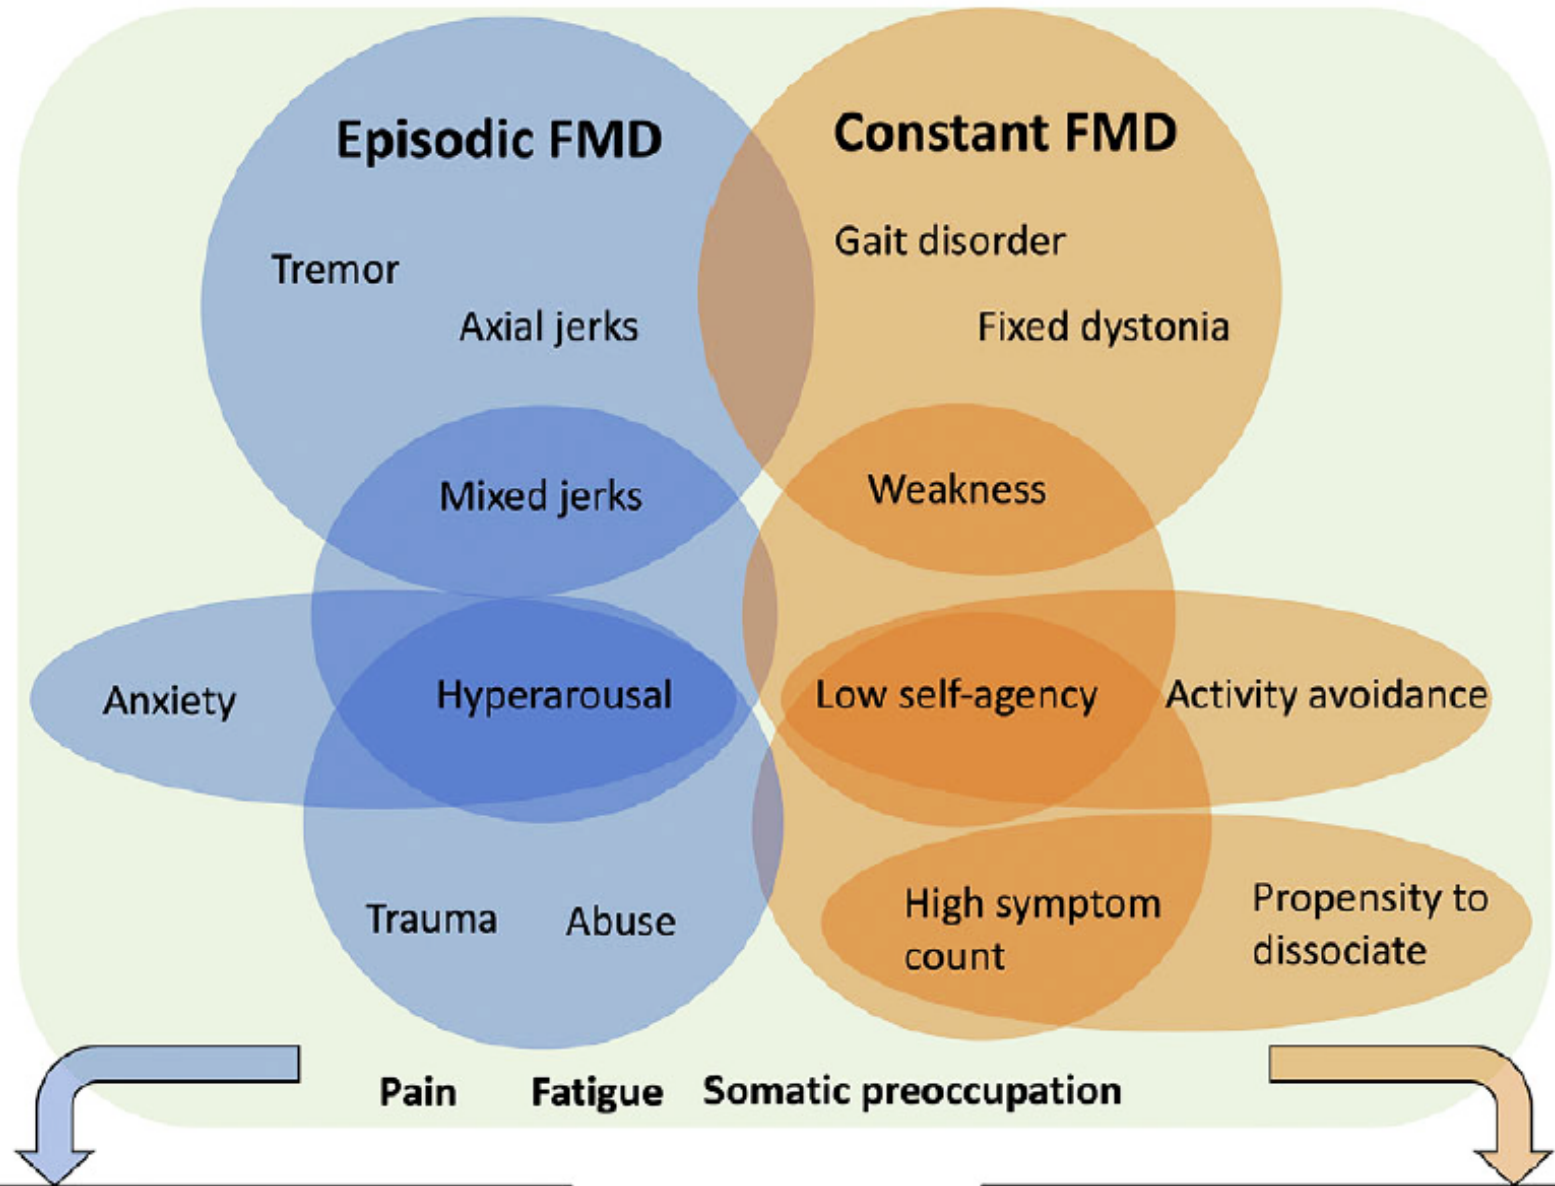 Episodic FMD
Constant FMD
Tremor
Axial jerks
Gait disorder
Fixed dystonia
Mixed jerks
Weakness
Anxiety
Hyperarousal
Low self-agency
Activity avoidance
Trauma
Abuse
High symptom
count
Propensity to
dissociate
Pain
Fatigue
Somatic preoccupation